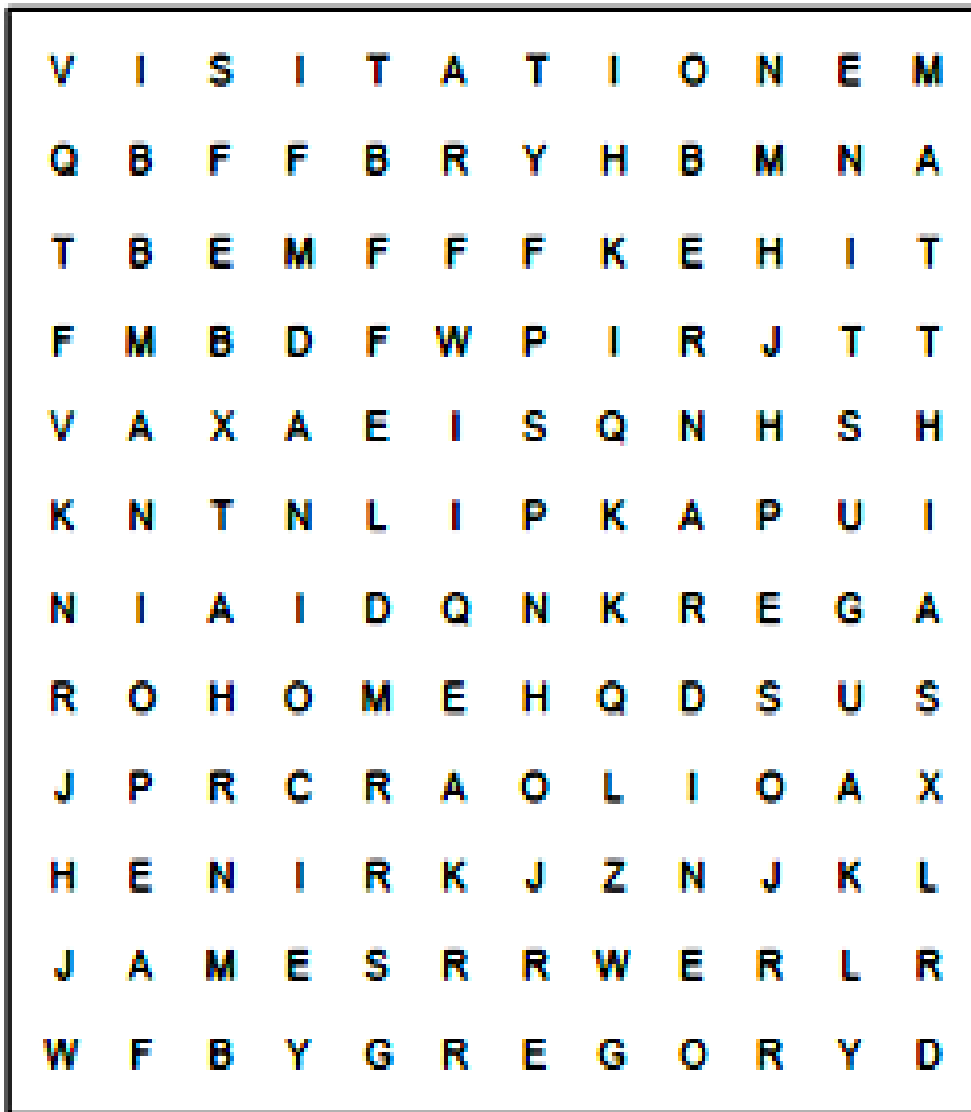 V I S I T A T I O N E M
Q B F F B R Y H B M N A
T B E M F F F K E H I T
F M B D F W P I R J T T
V A X A E I S Q N H S H
K N T N L I P K A P U I
N I A I D Q N K R E G A
R O H O M E H Q D S U S
J P R C R A O L I O A X
H E N I R K J Z N J K L
J A M E S R R W E R L R
W F B Y G R E G O R Y D